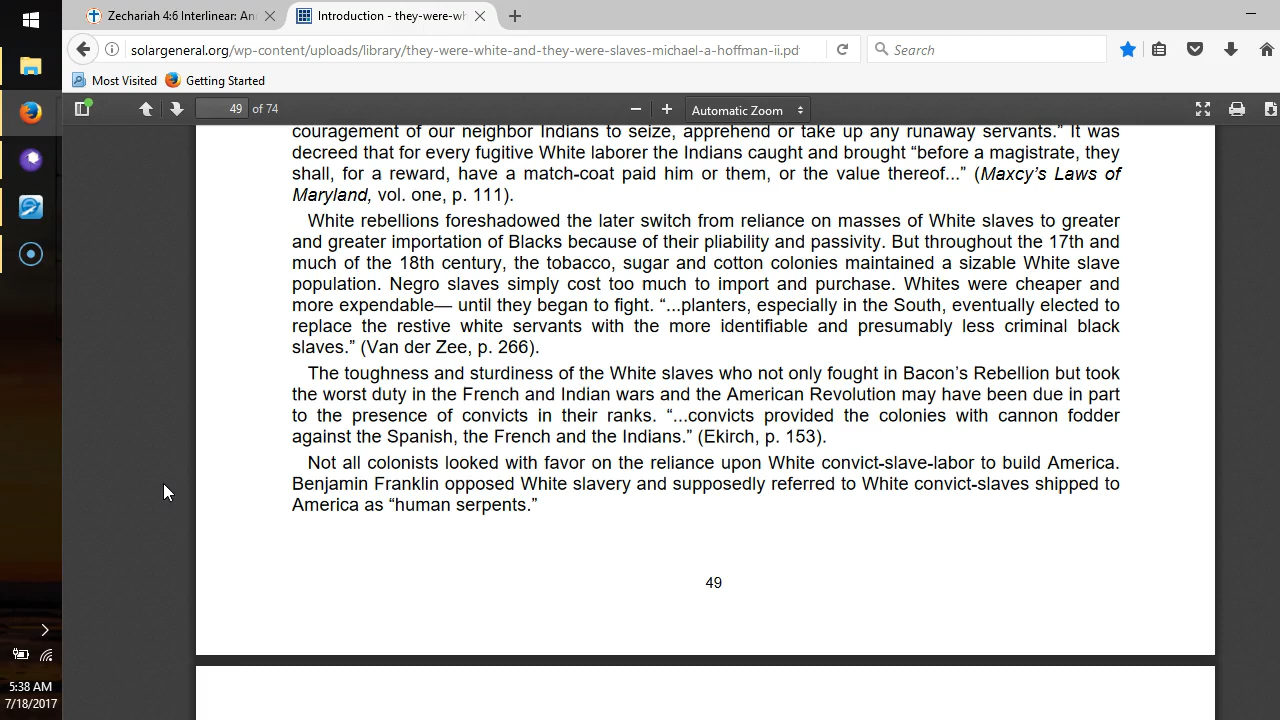 Zechariah 4:6 Interlinear: An
Introduction - they-were-wh
solargeneral.org/wp-content/uploads/library/they-were-white-and-they-were-slaves-michael-a-hoffman-ii.pd
Search
Most Visited
Getting Started
49 of 74
Automatic Zoom
couragement of our neighbor Indians to seize, apprehend or take up any runaway servants.” It was
decreed that for every fugitive White laborer the Indians caught and brought “before a magistrate, they
shall, for a reward, have a match-coat paid him or them, or the value thereof...” (Maxcy’s Laws of
Maryland, vol. one, p. 111).
White rebellions foreshadowed the later switch from reliance on masses of White slaves to greater
and greater importation of Blacks because of their pliability and passivity. But throughout the 17th and
much of the 18th century, the tobacco, sugar and cotton colonies maintained a sizable White slave
population. Negro slaves simply cost too much to import and purchase. Whites were cheaper and
more expendable— until they began to fight. “...planters, especially in the South, eventually elected to
replace the restive white servants with the more identifiable and presumably less criminal black
slaves.” (Van der Zee, p. 266).
The toughness and sturdiness of the White slaves who not only fought in Bacon’s Rebellion but took
the worst duty in the French and Indian wars and the American Revolution may have been due in part
to the presence of convicts in their ranks. “...convicts provided the colonies with cannon fodder
against the Spanish, the French and the Indians.” (Ekirch, p. 153).
Not all colonists looked with favor on the reliance upon White convict-slave-labor to build America.
Benjamin Franklin opposed White slavery and supposedly referred to White convict-slaves shipped to
America as “human serpents.”
49
5:38 AM
7/18/2017